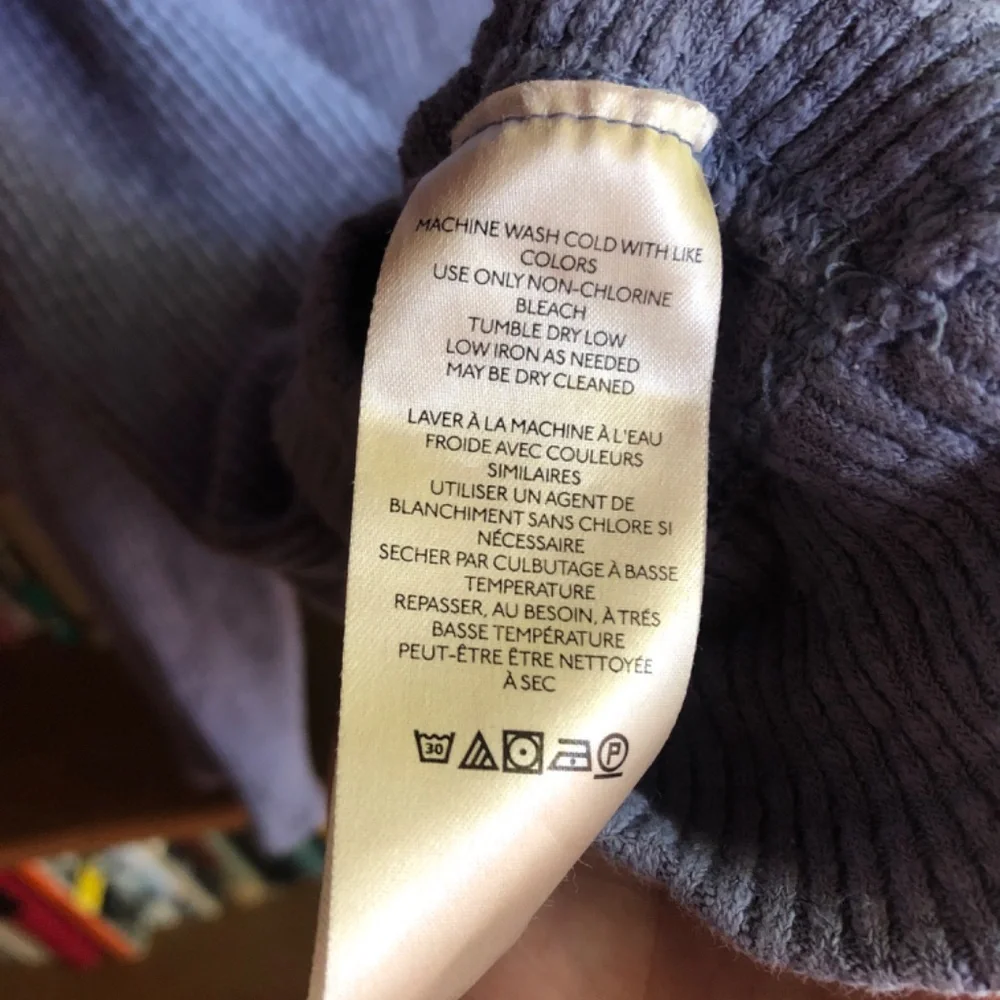 MACHINE WASH COLD WITH LIKE
COLORS
USE ONLY NON-CHLORINE
BLEACH
TUMBLE DRY LOW
LOW IRON AS NEEDED
MAY BE DRY CLEANED
LAVER À LA MACHINE À L'EAU
FROIDE AVEC COULEURS
SIMILAIRES
UTILISER UN AGENT DE
BLANCHIMENT SANS CHLORE SI
NÉCESSAIRE
SECHER PAR CULBUTAGE À BASSE
TEMPERATURE
REPASSER, AU BESOIN, À TRÉS
BASSE TEMPÉRATURE
PEUT-ÊTRE ÊTRE NETTOYÉE
À SEC
30 P